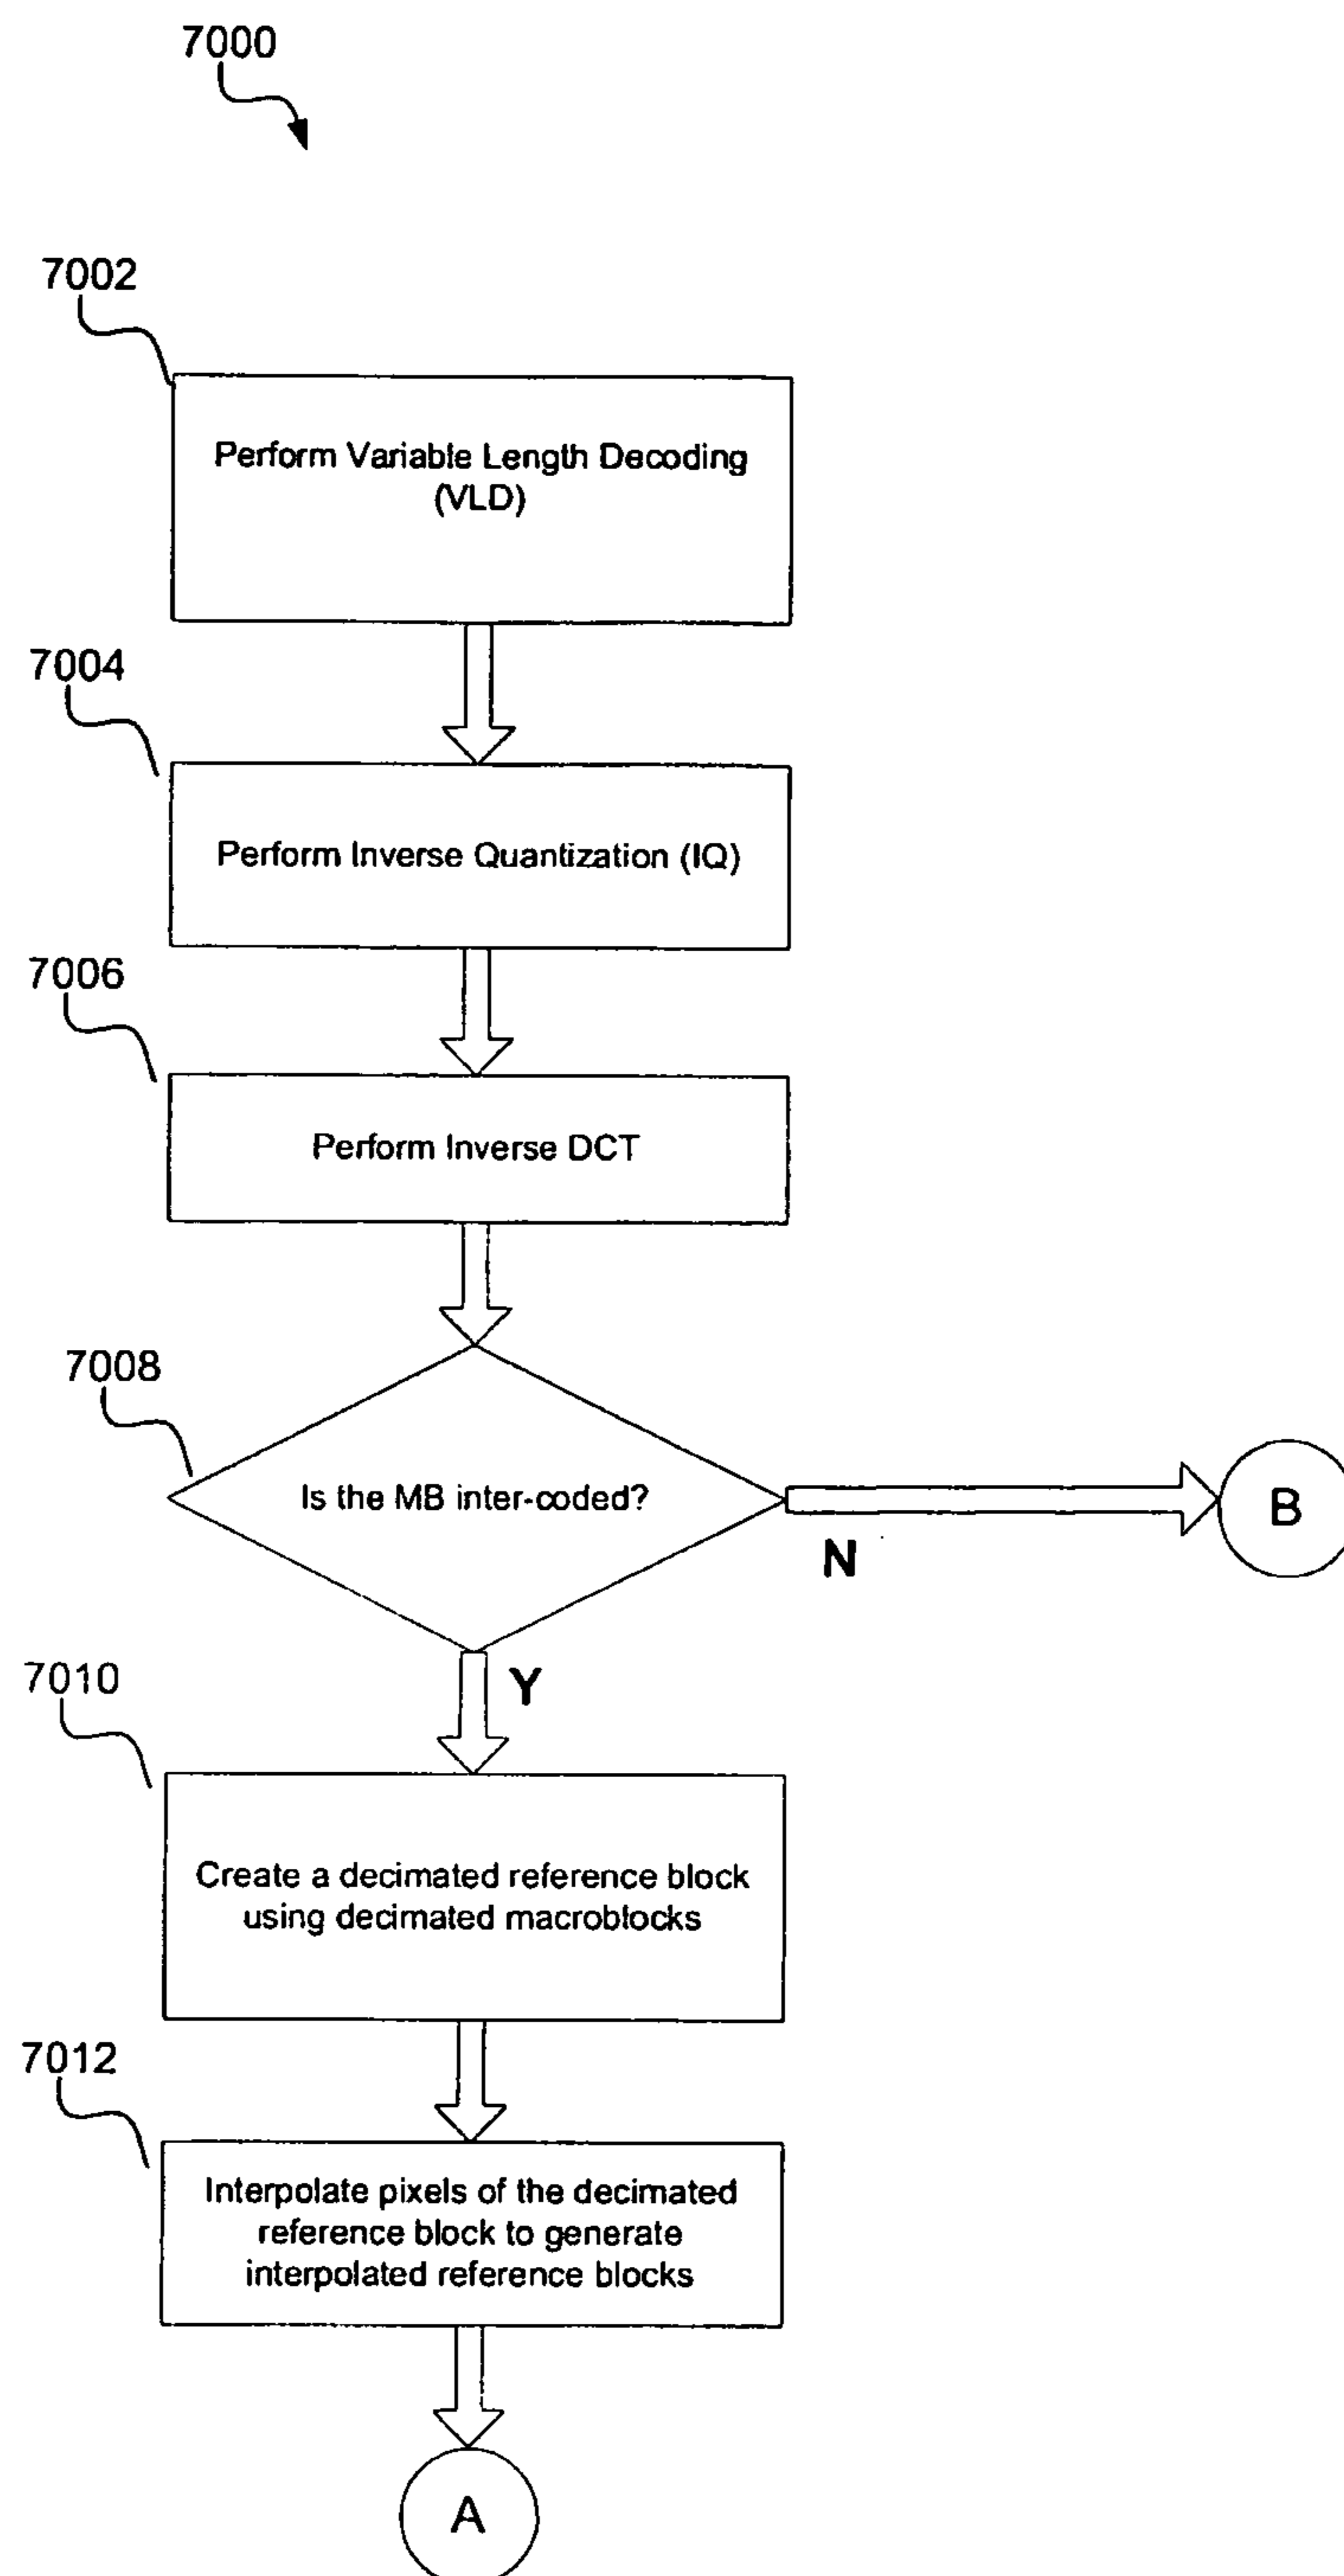 7000
7002
Perform Variable Length Decoding
(VLD)
7004
Perform Inverse Quantization (IQ)
7006
Perform Inverse DCT
7008
Is the MB inter-coded?
B
N
7010
Y
Create a decimated reference block
using decimated macroblocks
7012
Interpolate pixels of the decimated
reference block to generate
interpolated reference blocks
A